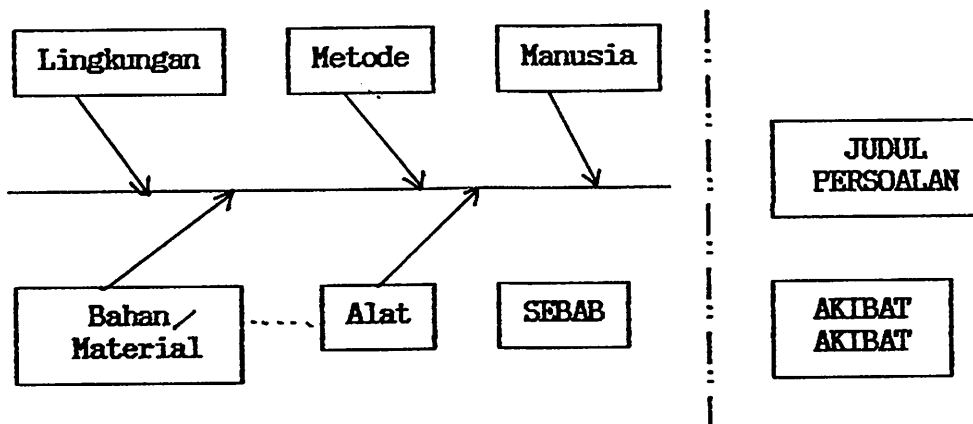 Lingkungan
Metode
Manusia
JUDUL
PERSOALAN
Bahan/
Material
Alat
SEBAB
AKIBAT
AKIBAT